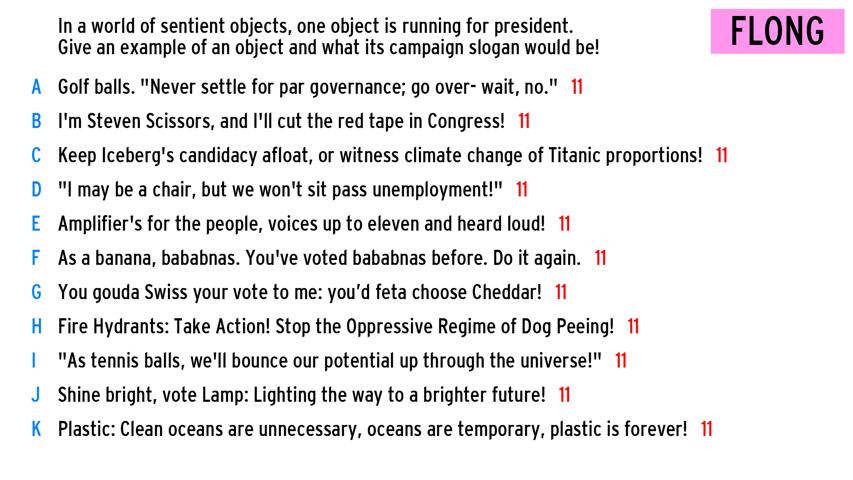 In a world of sentient objects, one object is running for president.
Give an example of an object and what its campaign slogan would be!
FLONG
A Golf balls. "Never settle for par governance; go over- wait, no." 11
B I'm Steven Scissors, and I'll cut the red tape in Congress! 11
C Keep Iceberg's candidacy afloat, or witness climate change of Titanic proportions! 11
D "I may be a chair, but we won't sit pass unemployment!" 11
E Amplifier's for the people, voices up to eleven and heard loud! 11
F As a banana, bababnas. You've voted bababnas before. Do it again. 11
G You gouda Swiss your vote to me: you’d feta choose Cheddar! 11
H Fire Hydrants: Take Action! Stop the Oppressive Regime of Dog Peeing! 11
I "As tennis balls, we'll bounce our potential up through the universe!" 11
J Shine bright, vote Lamp: Lighting the way to a brighter future! 11
K Plastic: Clean oceans are unnecessary, oceans are temporary, plastic is forever! 11